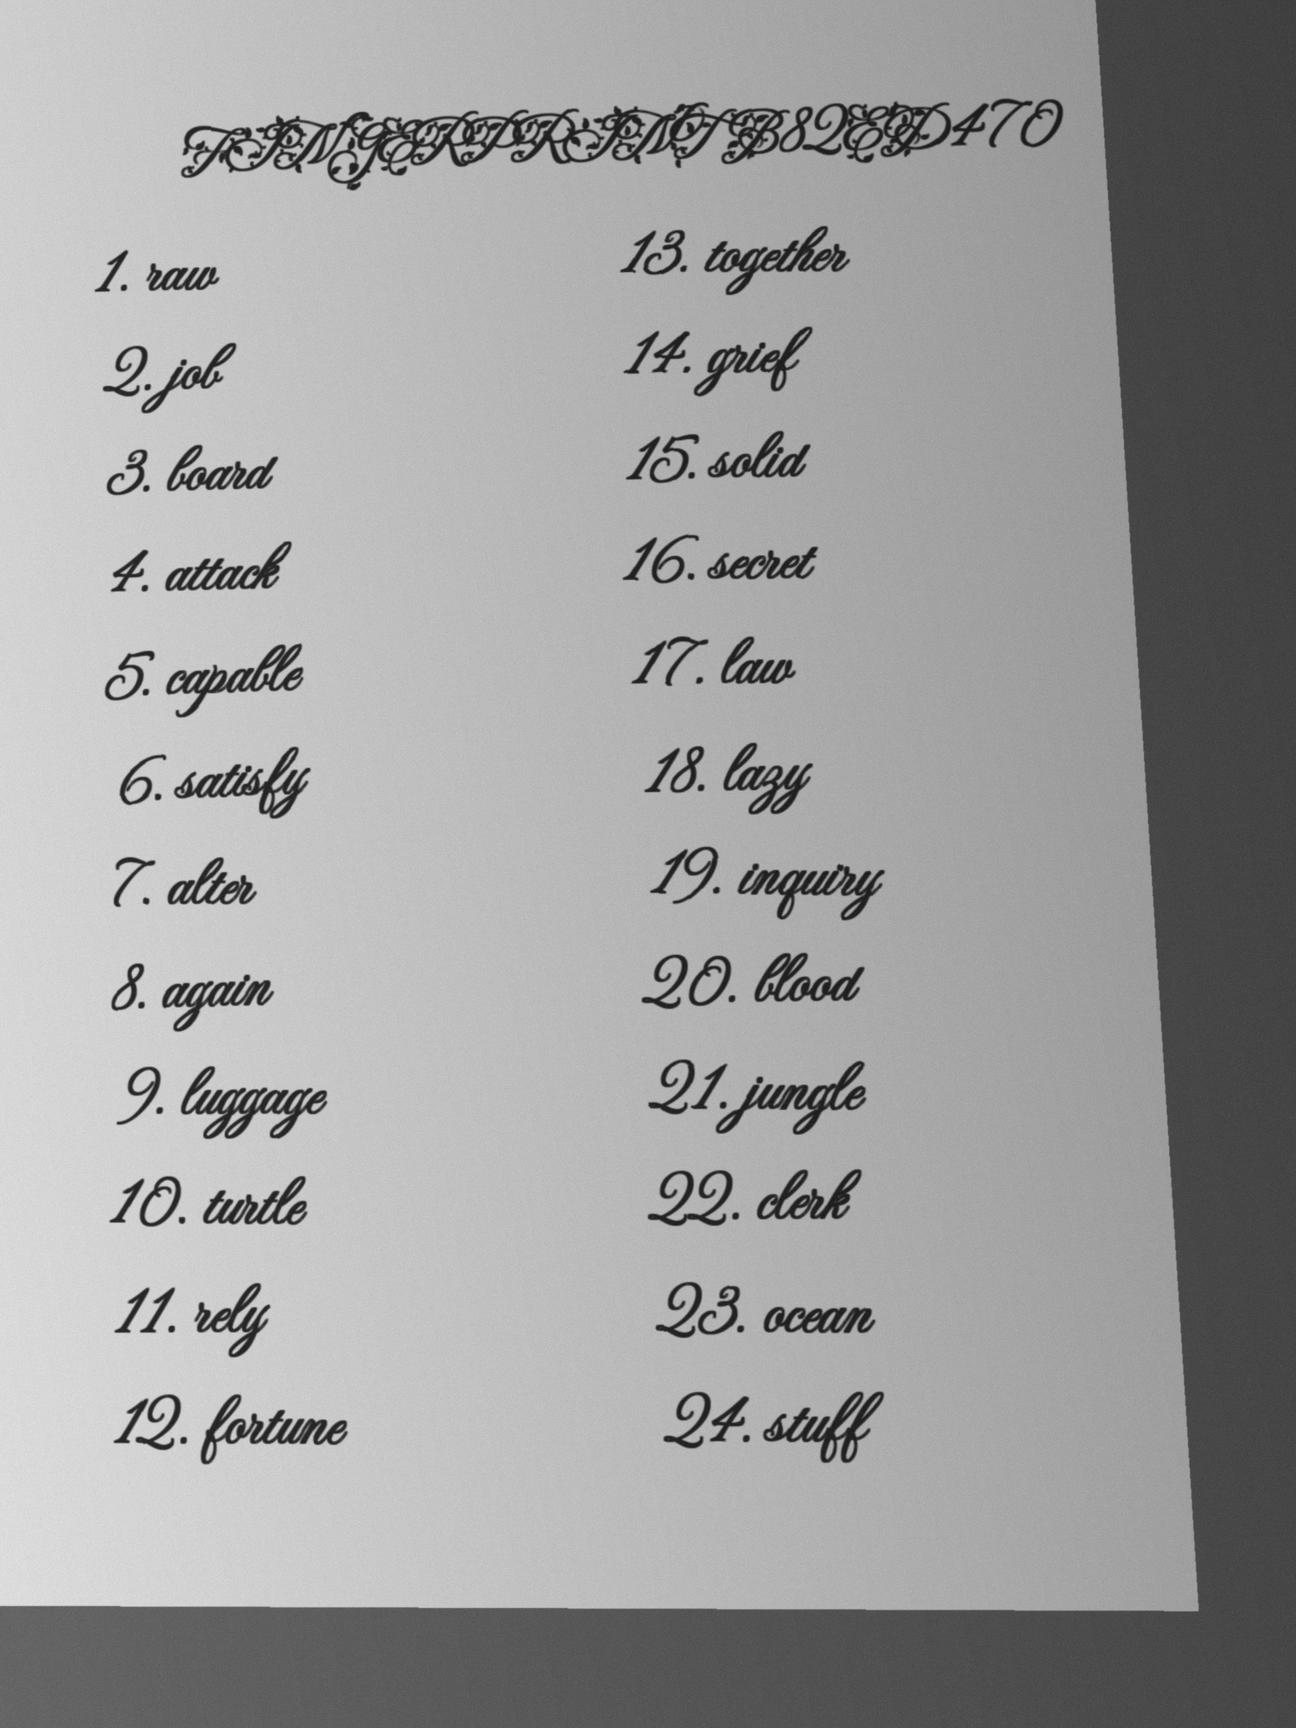 FINGERPRINT B82ED470
1. raw
2. job
3. board
4. attack
5. capable
6. satisfy
7. alter
8. again
9. luggage
10. turtle
11. rely
12. fortune
13. together
14. grief
15. solid
16. secret
17. law
18. lazy
19. inquiry
20. blood
21. jungle
22. clerk
23. ocean
24. stuff